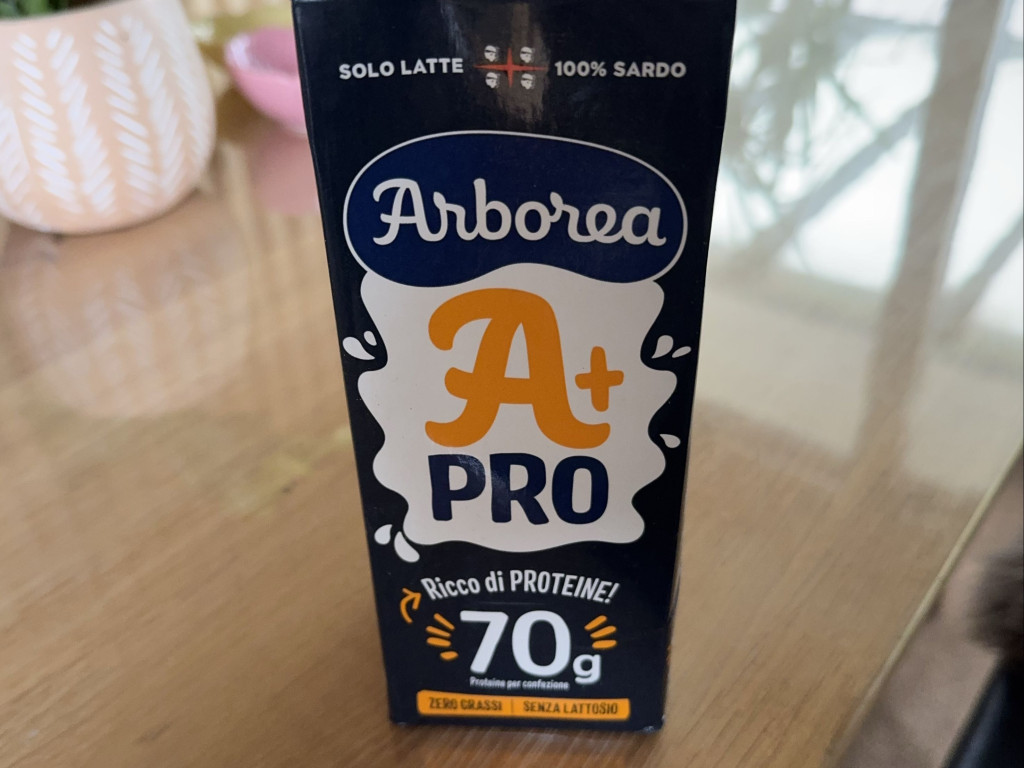 SOLO LATTE 100% SARDO
Arborea
A+
PRO
Ricco di PROTEINE!
70g
Proteine per confezione
ZERO GRASSI | SENZA LATTOSIO